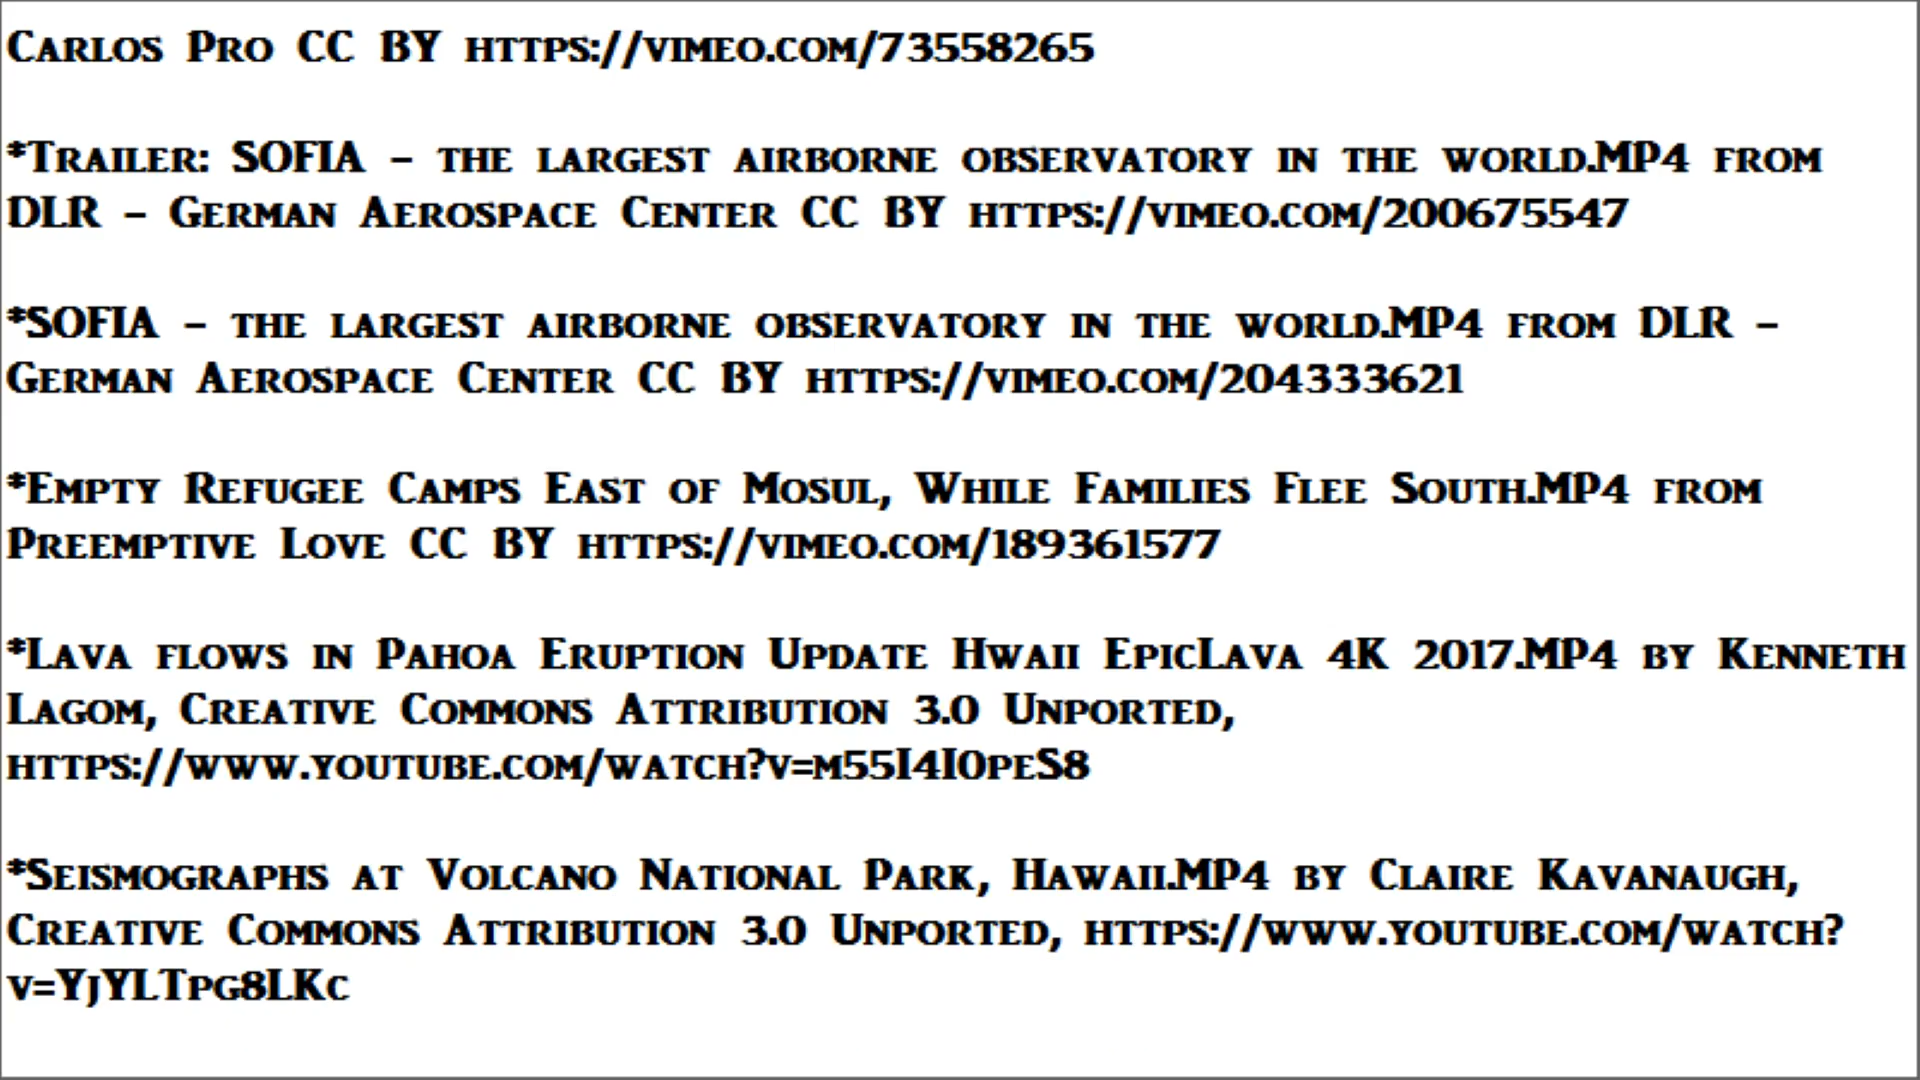 Carlos Pro CC BY https://vimeo.com/73558265
*Trailer: SOFIA – the largest airborne observatory in the world.MP4 from
DLR – German Aerospace Center CC BY https://vimeo.com/200675547
*SOFIA – the largest airborne observatory in the world.MP4 from DLR –
German Aerospace Center CC BY https://vimeo.com/204333621
*Empty Refugee Camps East of Mosul, While Families Flee South.MP4 from
Preemptive Love CC BY https://vimeo.com/189361577
*Lava flows in Pahoa Eruption Update Hwaii EpicLava 4K 2017.MP4 by Kenneth
Lagom, Creative Commons Attribution 3.0 Unported,
https://www.youtube.com/watch?v=m55I4I0peS8
*Seismographs at Volcano National Park, Hawaii.MP4 by Claire Kavanaugh,
Creative Commons Attribution 3.0 Unported, https://www.youtube.com/watch?
v=YjYLTpg8LKc